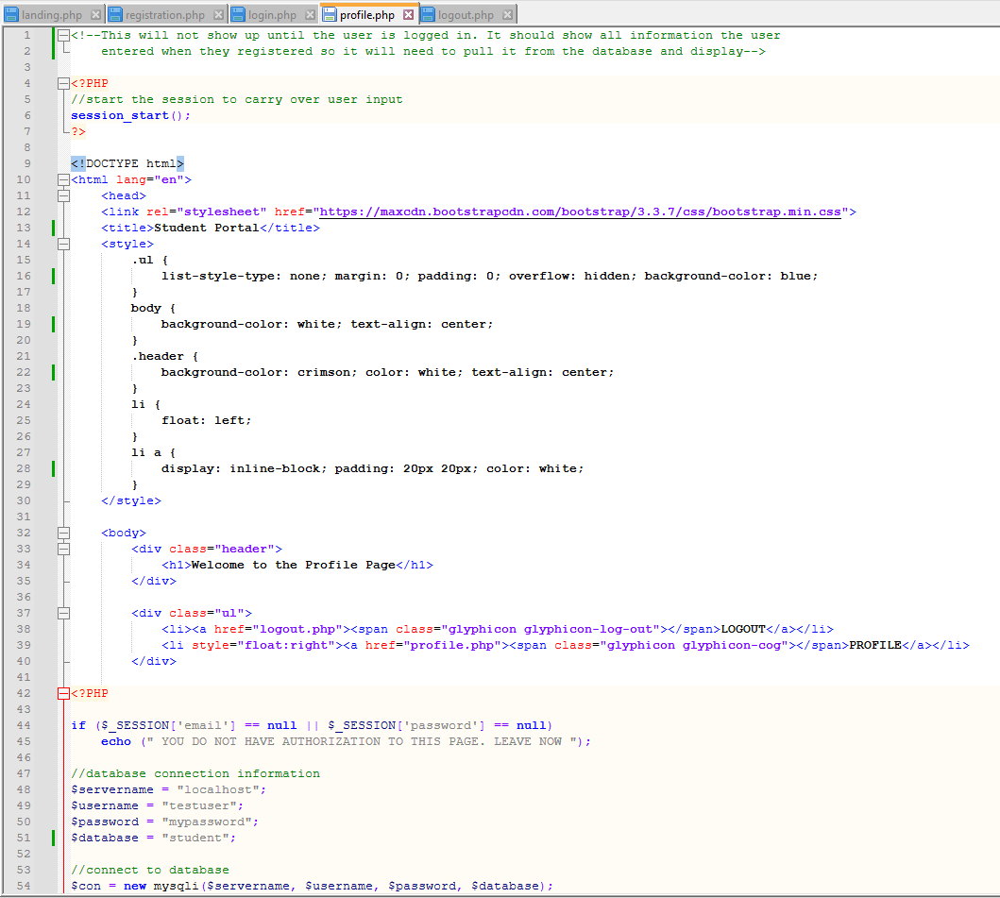 landing.php registration.php login.php profile.php logout.php
1 <!--This will not show up until the user is logged in. It should show all information the user
2 entered when they registered so it will need to pull it from the database and display-->
3
4 <?PHP
5 //start the session to carry over user input
6 session_start();
7 ?>
8
9 <!DOCTYPE html>
10 <html lang="en">
11 <head>
12 <link rel="stylesheet" href="https://maxcdn.bootstrapcdn.com/bootstrap/3.3.7/css/bootstrap.min.css">
13 <title>Student Portal</title>
14 <style>
15 .ul {
16 list-style-type: none; margin: 0; padding: 0; overflow: hidden; background-color: blue;
17 }
18 body {
19 background-color: white; text-align: center;
20 }
21 .header {
22 background-color: crimson; color: white; text-align: center;
23 }
24 li {
25 float: left;
26 }
27 li a {
28 display: inline-block; padding: 20px 20px; color: white;
29 }
30 </style>
31
32 <body>
33 <div class="header">
34 <h1>Welcome to the Profile Page</h1>
35 </div>
36
37 <div class="ul">
38 <li><a href="logout.php"><span class="glyphicon glyphicon-log-out"></span>LOGOUT</a></li>
39 <li style="float:right"><a href="profile.php"><span class="glyphicon glyphicon-cog"></span>PROFILE</a></li>
40 </div>
41
42 <?PHP
43
44 if ($_SESSION['email'] == null || $_SESSION['password'] == null)
45 echo (" YOU DO NOT HAVE AUTHORIZATION TO THIS PAGE. LEAVE NOW ");
46
47 //database connection information
48 $servername = "localhost";
49 $username = "testuser";
50 $password = "mypassword";
51 $database = "student";
52
53 //connect to database
54 $con = new mysqli($servername, $username, $password, $database);